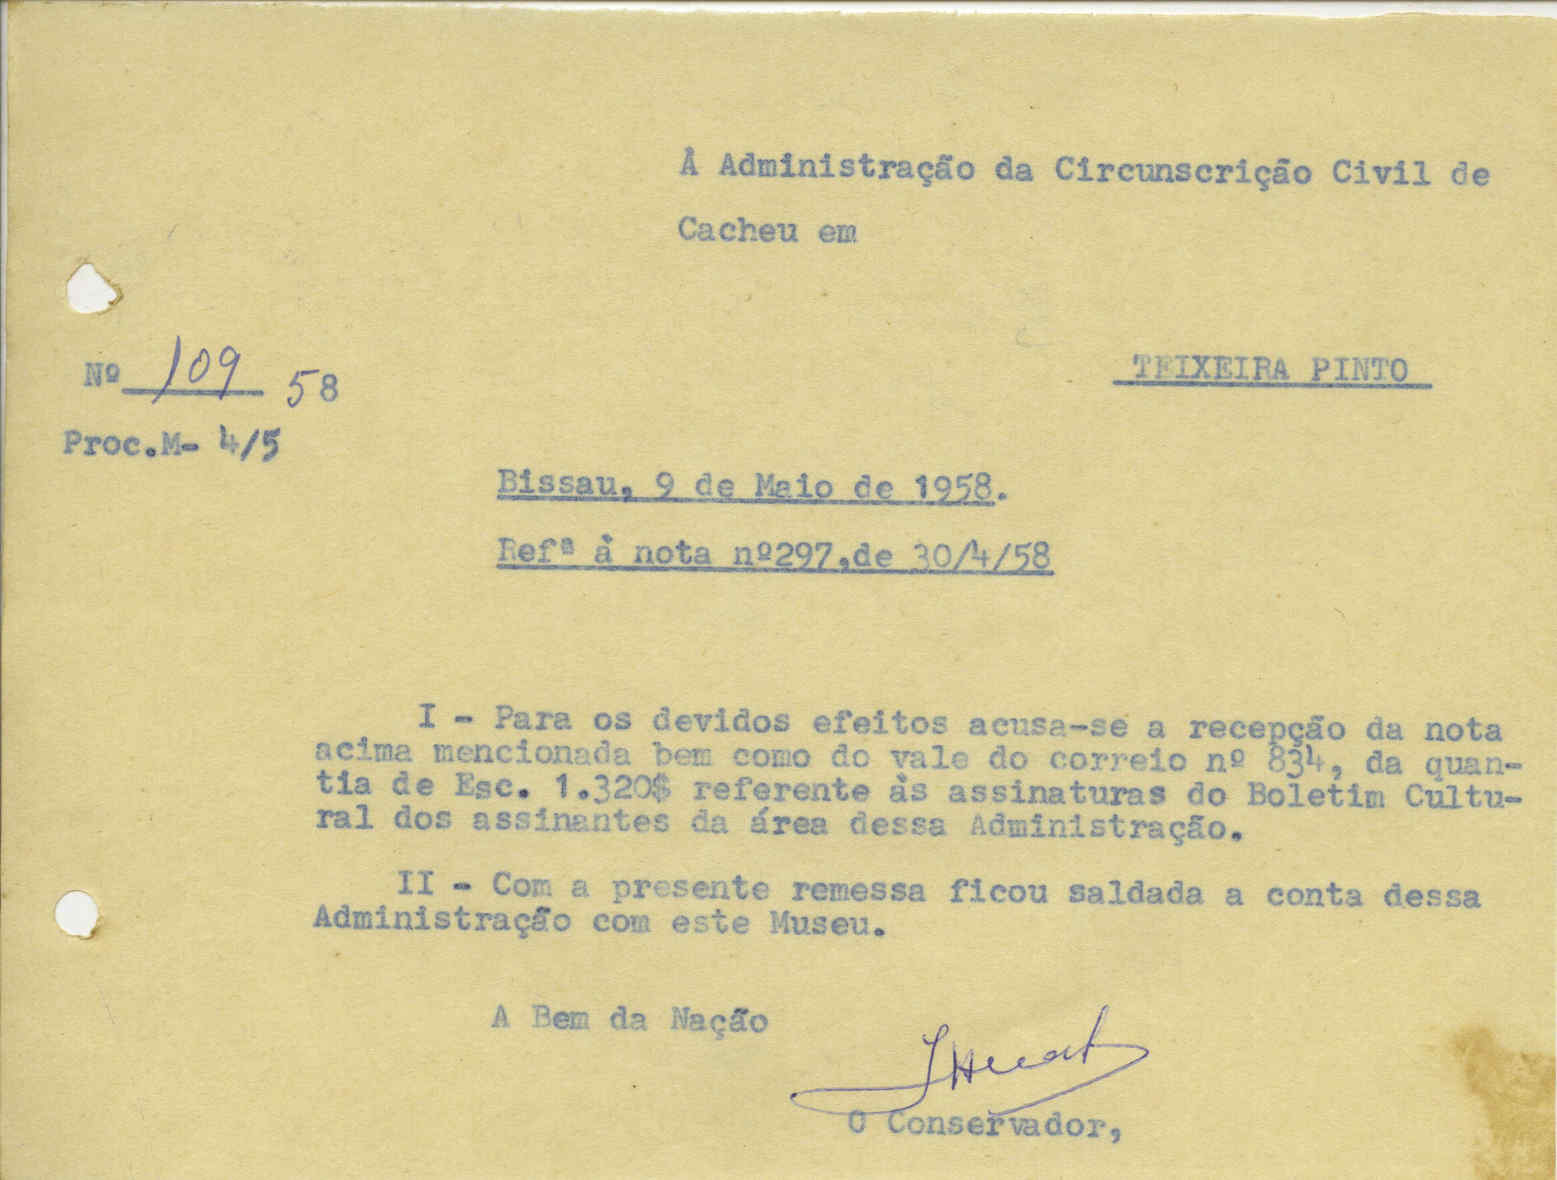 À Administração da Circunscrição Civil de
Cacheu em
TEIXEIRA PINTO
Nº 109 58
Proc.M- 4/5
Bissau, 9 de Maio de 1958.
Refª à nota nº297,de 30/4/58
I - Para os devidos efeitos acusa-se a recepção da nota
acima mencionada bem como do vale do correio nº 834, da quan-
tia de Esc. 1.320$ referente às assinaturas do Boletim Cultu-
ral dos assinantes da área dessa Administração.
II - Com a presente remessa ficou saldada a conta dessa
Administração com este Museu.
A Bem da Nação
O Conservador,